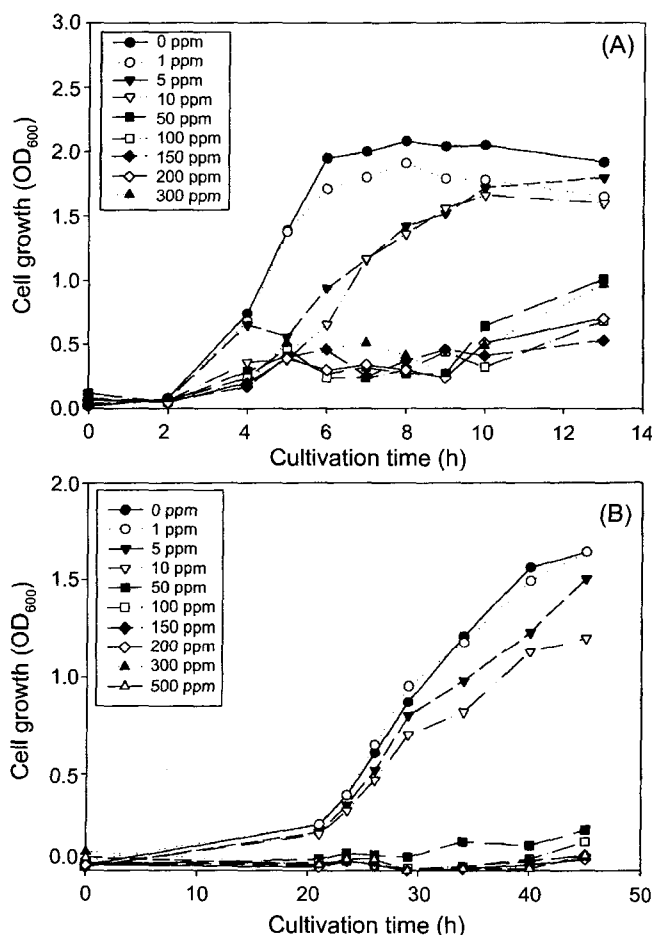 (A)
3.0
2.5
2.0
1.5
1.0
0.5
0.0
Cell growth (OD600)
0 ppm
1 ppm
5 ppm
10 ppm
50 ppm
100 ppm
150 ppm
200 ppm
300 ppm
0 2 4 6 8 10 12 14
Cultivation time (h)
(B)
2.0
1.5
1.0
0.5
0.0
Cell growth (OD600)
0 ppm
1 ppm
5 ppm
10 ppm
50 ppm
100 ppm
150 ppm
200 ppm
300 ppm
500 ppm
0 10 20 30 40 50
Cultivation time (h)